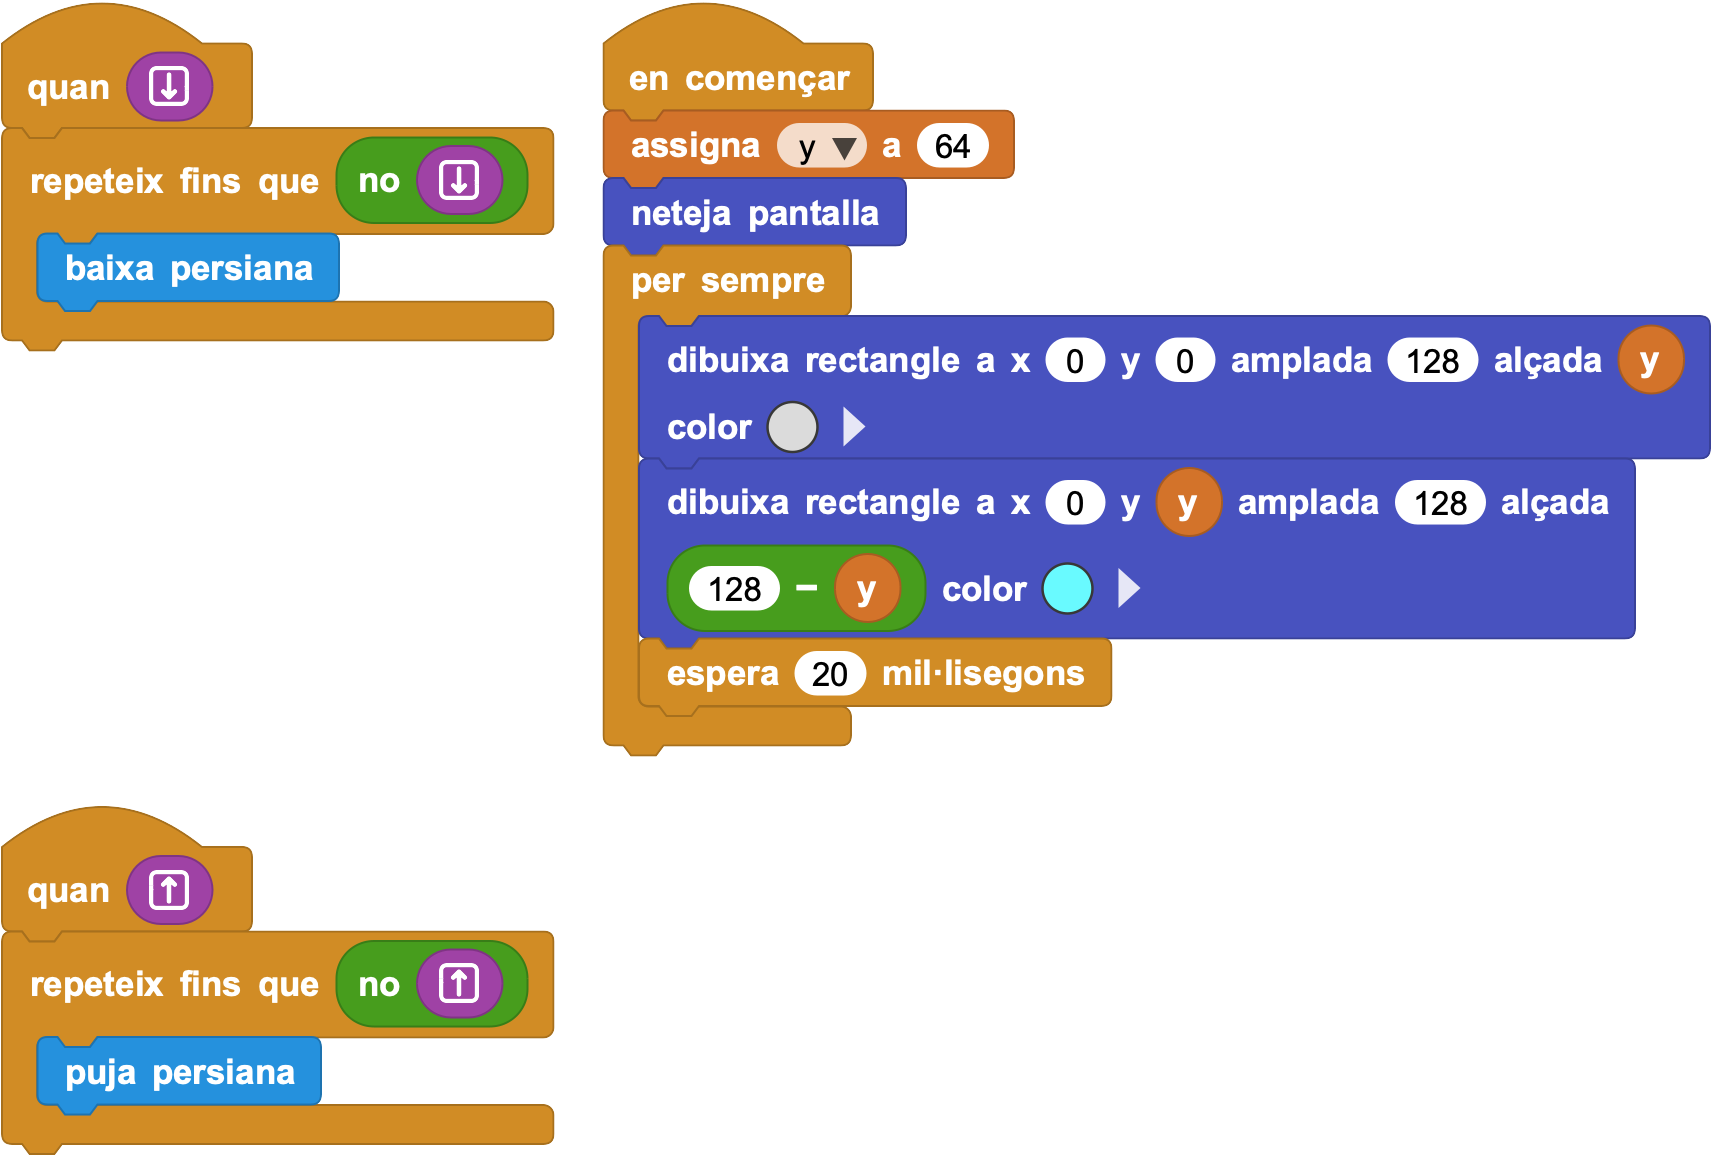 quan
repeteix fins que no
baixa persiana
en començar
assigna y a 64
neteja pantalla
per sempre
dibuixa rectangle a x 0 y 0 amplada 128 alçada y
color
dibuixa rectangle a x 0 y y amplada 128 alçada
128 - y color
espera 20 mil·lisegons
quan
repeteix fins que no
puja persiana